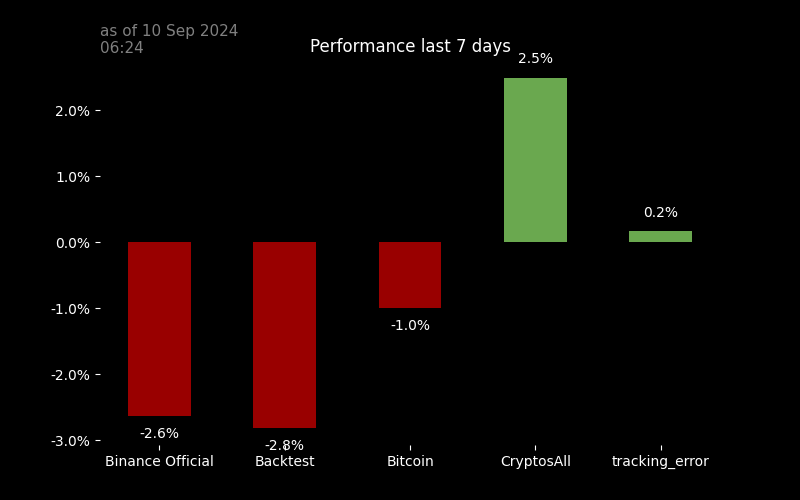 as of 10 Sep 2024
06:24
Performance last 7 days
2.5%
2.0%
1.0%
0.2%
0.0%
-1.0%
-1.0%
-2.0%
-2.6%
-3.0%
-2.8%
Binance Official
Backtest
Bitcoin
CryptosAll
tracking_error